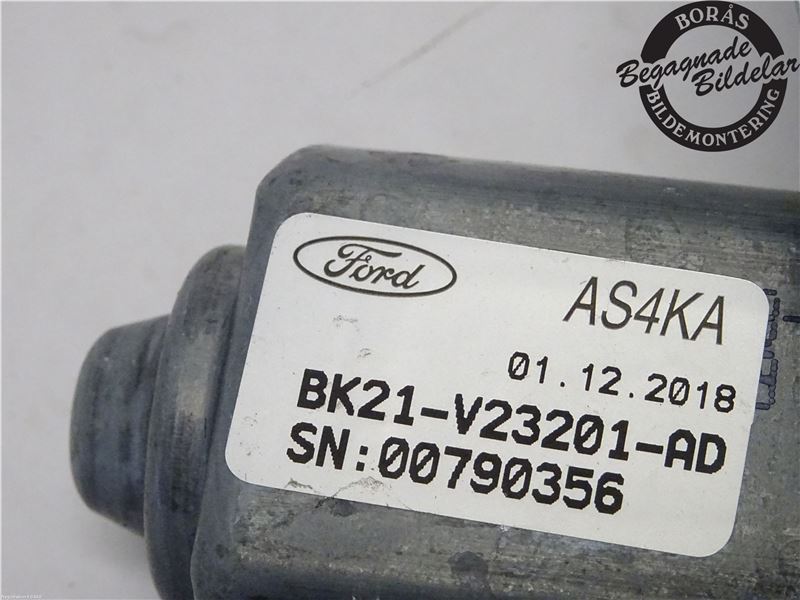 BORÅS
Begagnade
Bildelar
BILDEMONTERING
Ford
AS4KA
01.12.2018
BK21-V23201-AD
SN:00790356